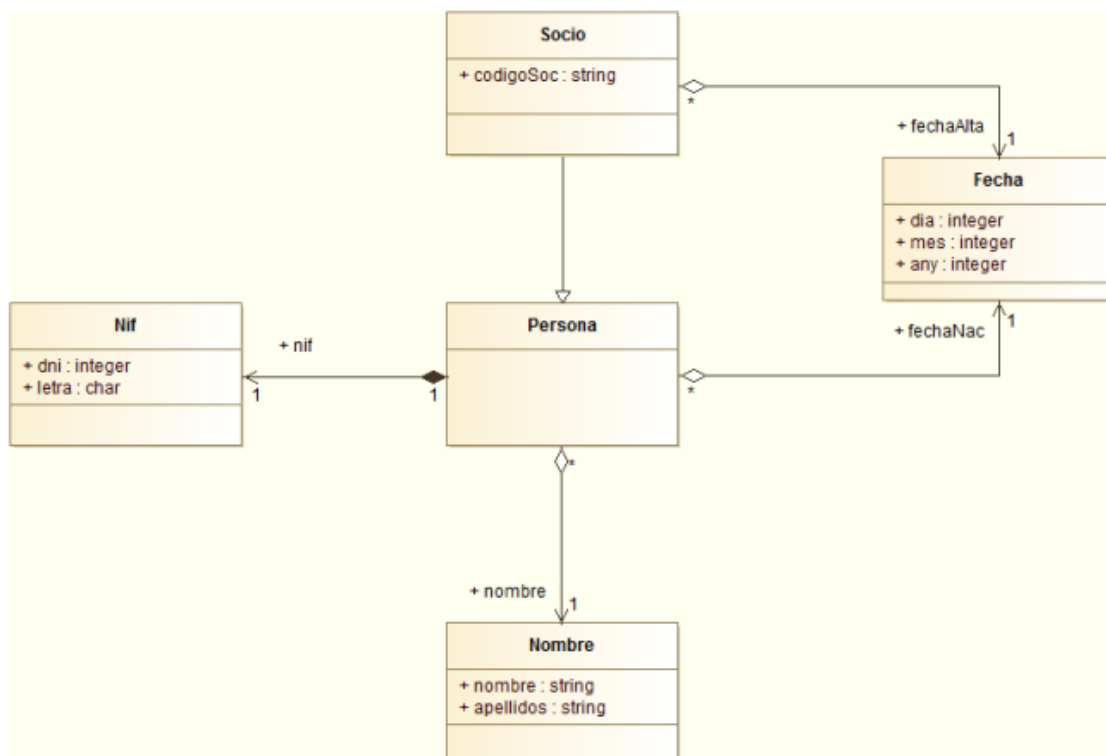 Socio
+ codigoSoc : string
*
+ fechaAlta
1
Fecha
+ dia : integer
+ mes : integer
+ any : integer
Nif
+ dni : integer
+ letra : char
+ nif
1
1
Persona
*
+ fechaNac
1
*
+ nombre
1
Nombre
+ nombre : string
+ apellidos : string